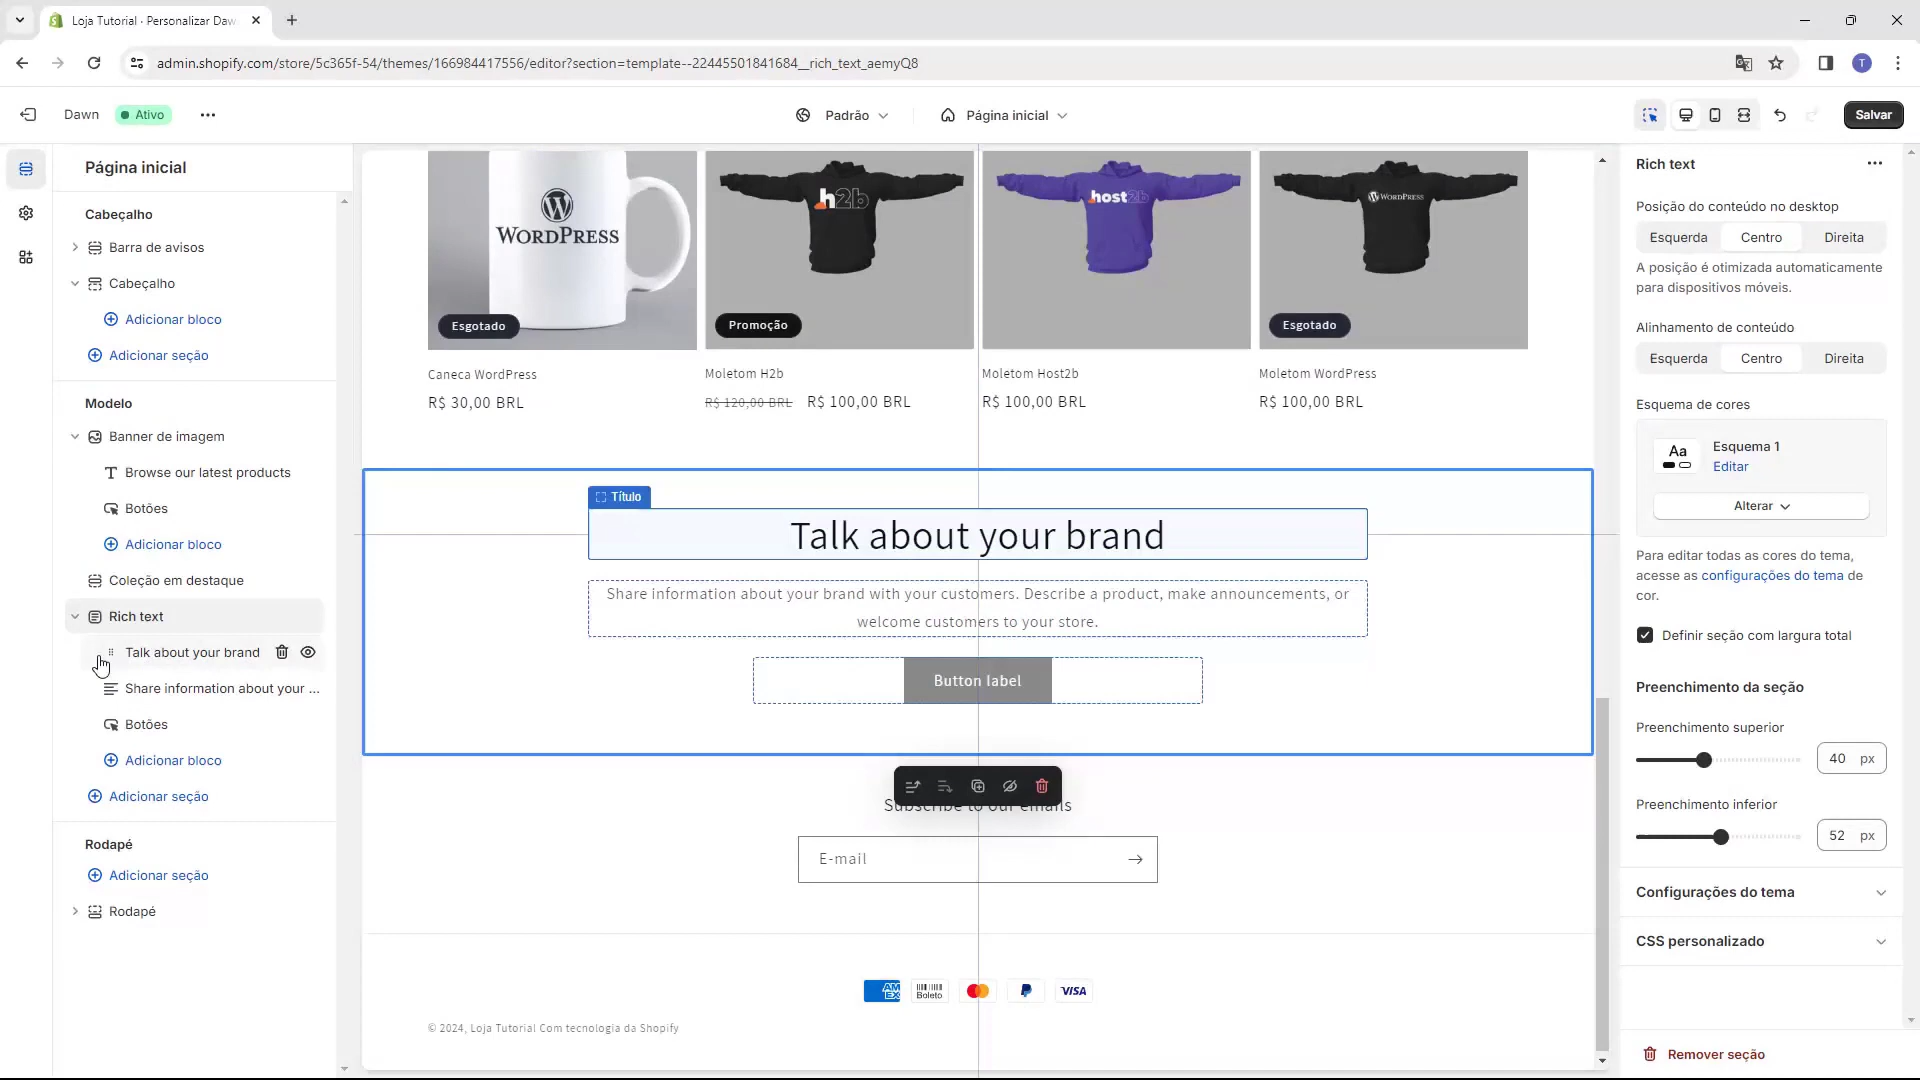 Loja Tutorial · Personalizar Daw
admin.shopify.com/store/5c365f-54/themes/166984417556/editor?section=template--22445501841684__rich_text_aemyQ8
T
Dawn
Ativo
Padrão
Página inicial
Salvar
Página inicial
Cabeçalho
Barra de avisos
Cabeçalho
Adicionar bloco
Adicionar seção
Modelo
Banner de imagem
Browse our latest products
Botões
Adicionar bloco
Coleção em destaque
Rich text
Talk about your brand
Share information about your ...
Botões
Adicionar bloco
Adicionar seção
Rodapé
Adicionar seção
Rodapé
WORDPRESS
h2b
host2b
WORDPRESS
Esgotado
Promoção
Esgotado
Caneca WordPress
Moletom H2b
Moletom Host2b
Moletom WordPress
R$ 30,00 BRL
R$ 120,00 BRL
R$ 100,00 BRL
R$ 100,00 BRL
R$ 100,00 BRL
Título
Talk about your brand
Share information about your brand with your customers. Describe a product, make announcements, or
welcome customers to your store.
Button label
Subscribe to our emails
E-mail
AM
EX
Boleto
VISA
© 2024, Loja Tutorial Com tecnologia da Shopify
Rich text
Posição do conteúdo no desktop
Esquerda
Centro
Direita
A posição é otimizada automaticamente
para dispositivos móveis.
Alinhamento de conteúdo
Esquerda
Centro
Direita
Esquema de cores
Aa
Esquema 1
Editar
Alterar
Para editar todas as cores do tema,
acesse as configurações do tema de
cor.
Definir seção com largura total
Preenchimento da seção
Preenchimento superior
40 px
Preenchimento inferior
52 px
Configurações do tema
CSS personalizado
Remover seção